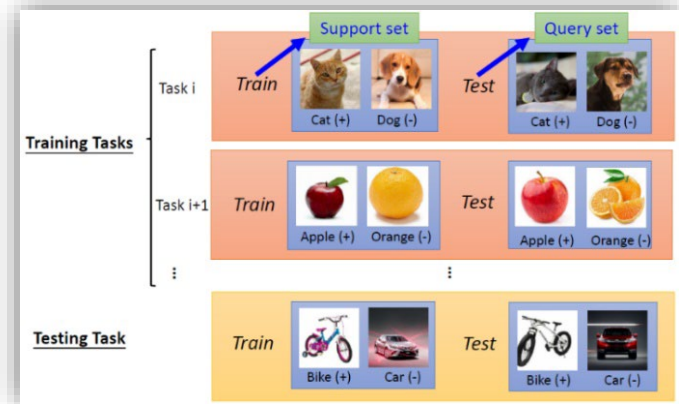 Support set
Query set
Task i
Train
Test
Cat (+)
Dog (-)
Cat (+)
Dog (-)
Training Tasks
Task i+1
Train
Test
Apple (+)
Orange (-)
Apple (+)
Orange (-)
Testing Task
Train
Test
Bike (+)
Car (-)
Bike (+)
Car (-)